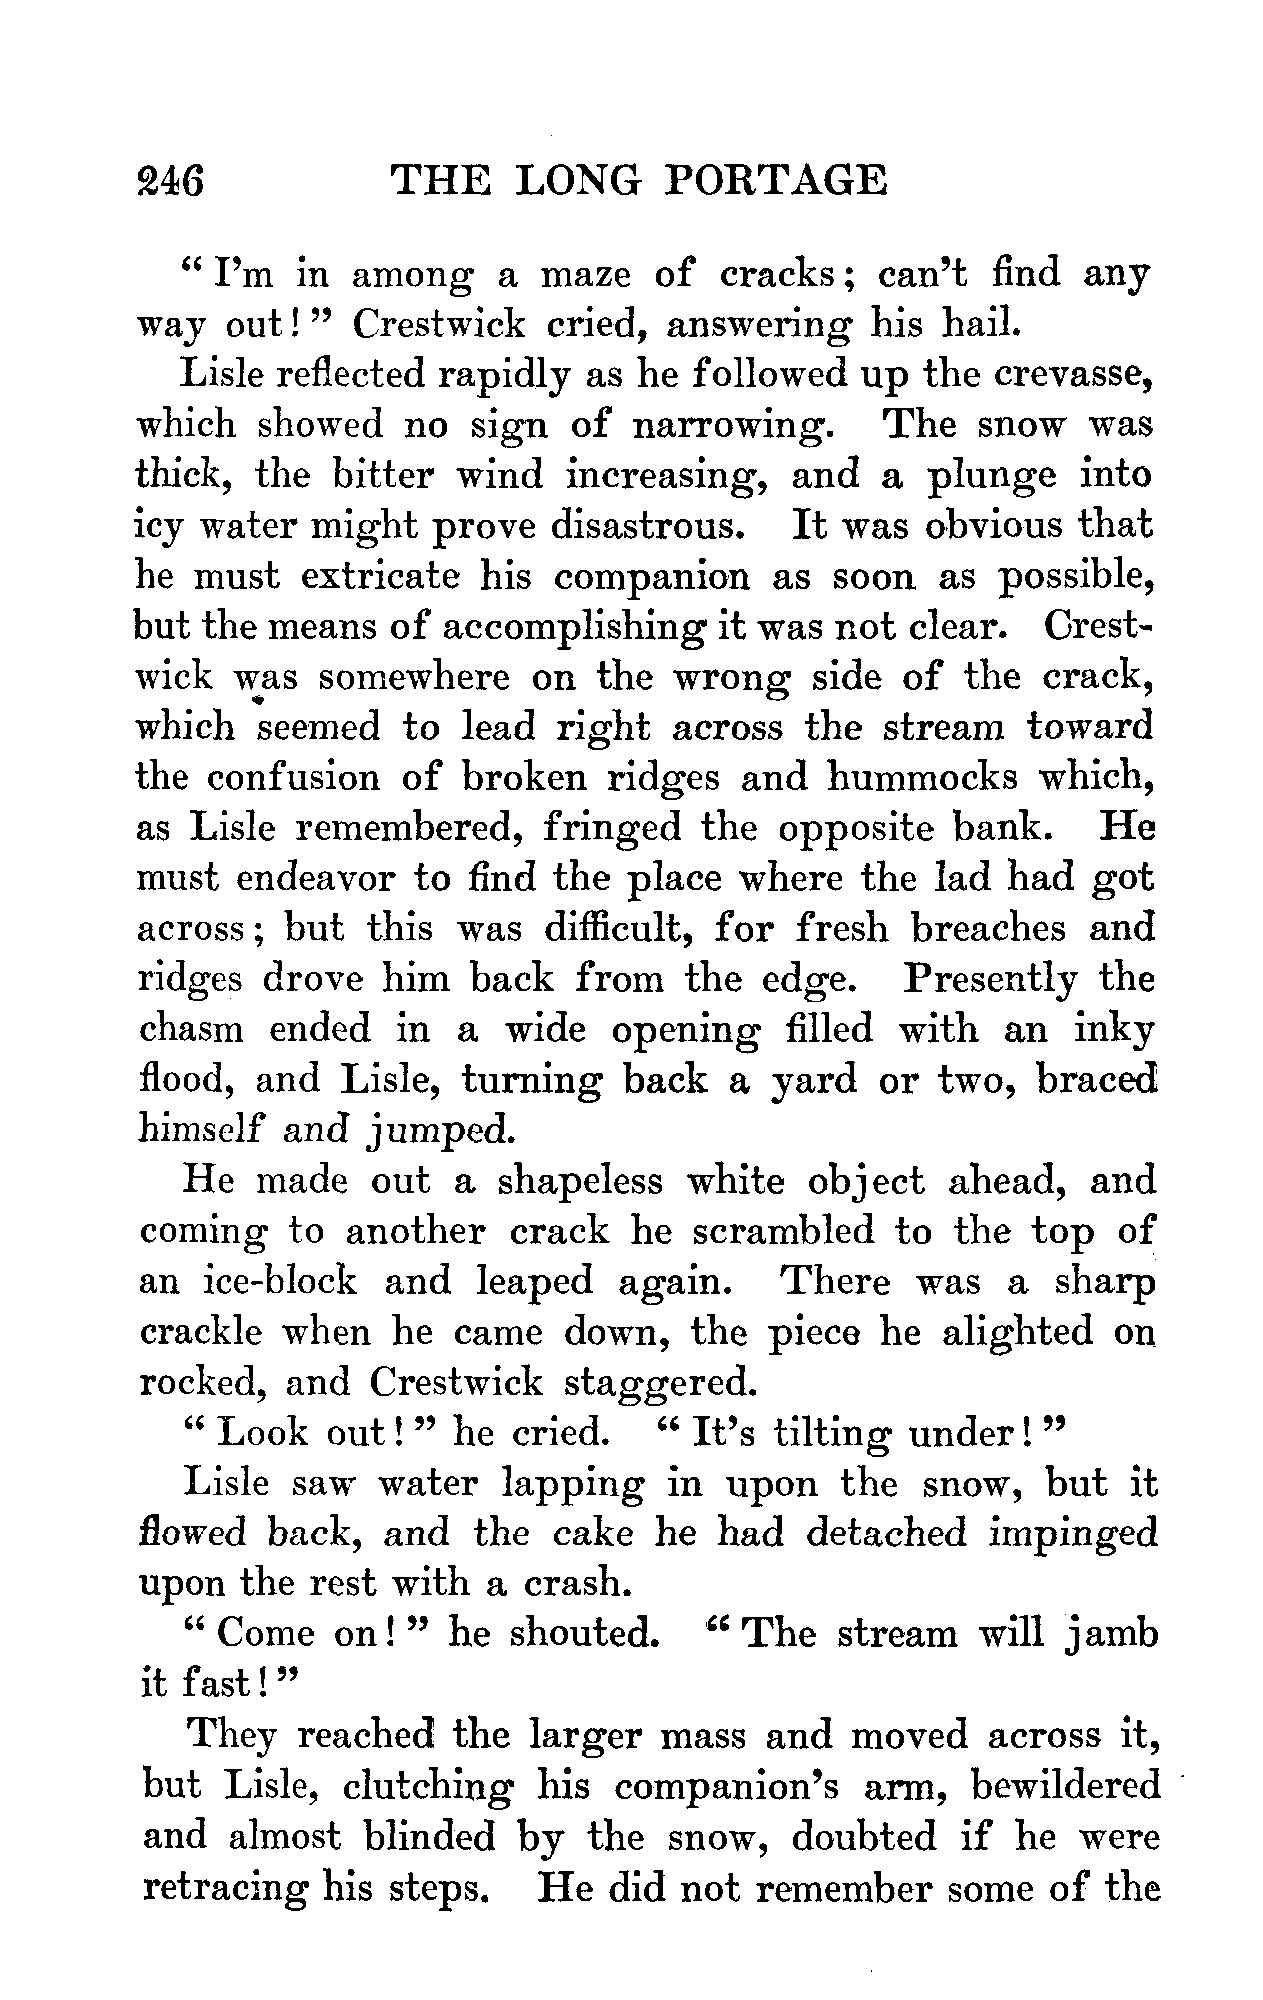 246 THE LONG PORTAGE
" I'm in among a maze of cracks; can't find any
way out!" Crestwick cried, answering his hail.
Lisle reflected rapidly as he followed up the crevasse,
which showed no sign of narrowing. The snow was
thick, the bitter wind increasing, and a plunge into
icy water might prove disastrous. It was obvious that
he must extricate his companion as soon as possible,
but the means of accomplishing it was not clear. Crest-
wick was somewhere on the wrong side of the crack,
which seemed to lead right across the stream toward
the confusion of broken ridges and hummocks which,
as Lisle remembered, fringed the opposite bank. He
must endeavor to find the place where the lad had got
across; but this was difficult, for fresh breaches and
ridges drove him back from the edge. Presently the
chasm ended in a wide opening filled with an inky
flood, and Lisle, turning back a yard or two, braced
himself and jumped.
He made out a shapeless white object ahead, and
coming to another crack he scrambled to the top of
an ice-block and leaped again. There was a sharp
crackle when he came down, the piece he alighted on
rocked, and Crestwick staggered.
" Look out!" he cried. " It's tilting under!"
Lisle saw water lapping in upon the snow, but it
flowed back, and the cake he had detached impinged
upon the rest with a crash.
" Come on!" he shouted. " The stream will jamb
it fast!"
They reached the larger mass and moved across it,
but Lisle, clutching his companion's arm, bewildered
and almost blinded by the snow, doubted if he were
retracing his steps. He did not remember some of the